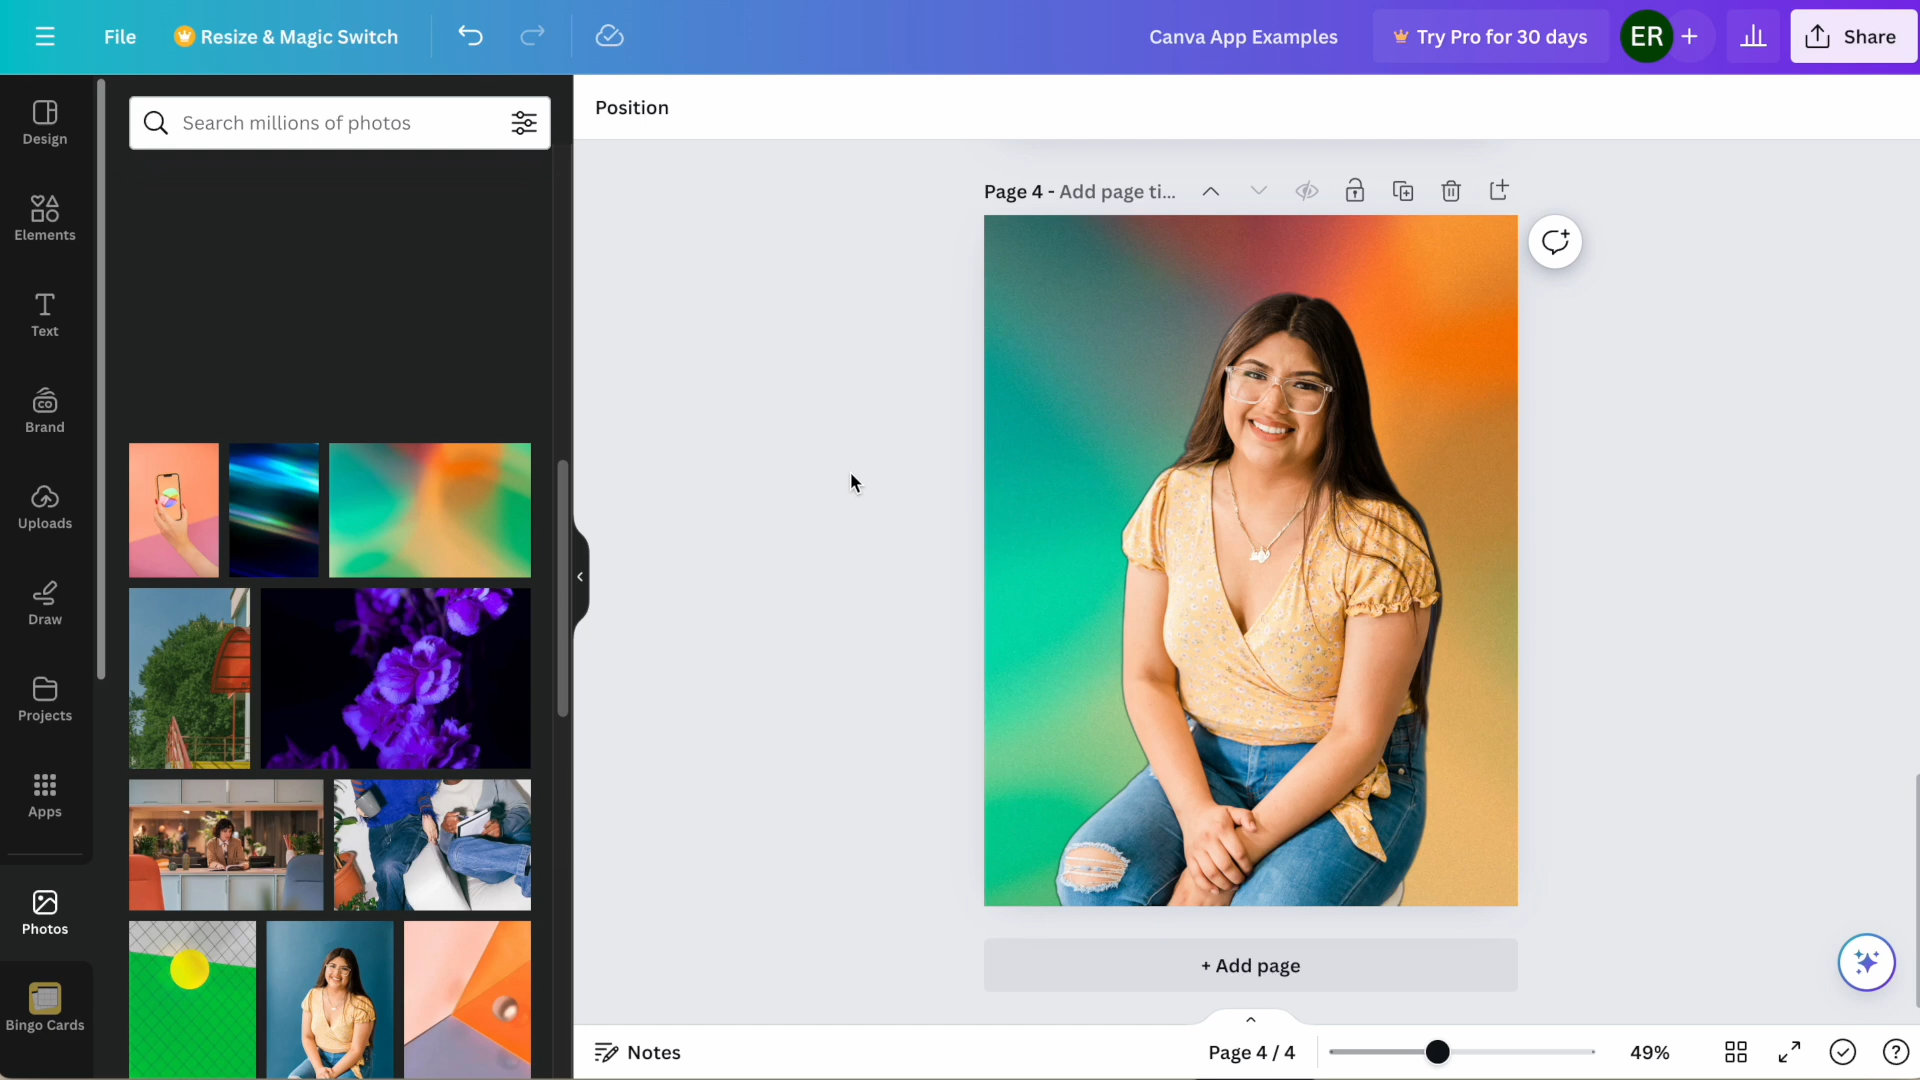 File
Resize & Magic Switch
Canva App Examples
Try Pro for 30 days
ER
+
Share
Design
Elements
Text
CO
Brand
Uploads
Draw
Projects
Apps
Photos
Bingo Cards
Search millions of photos
Position
Page 4 - Add page ti...
+ Add page
Notes
Page 4 / 4
49%
?